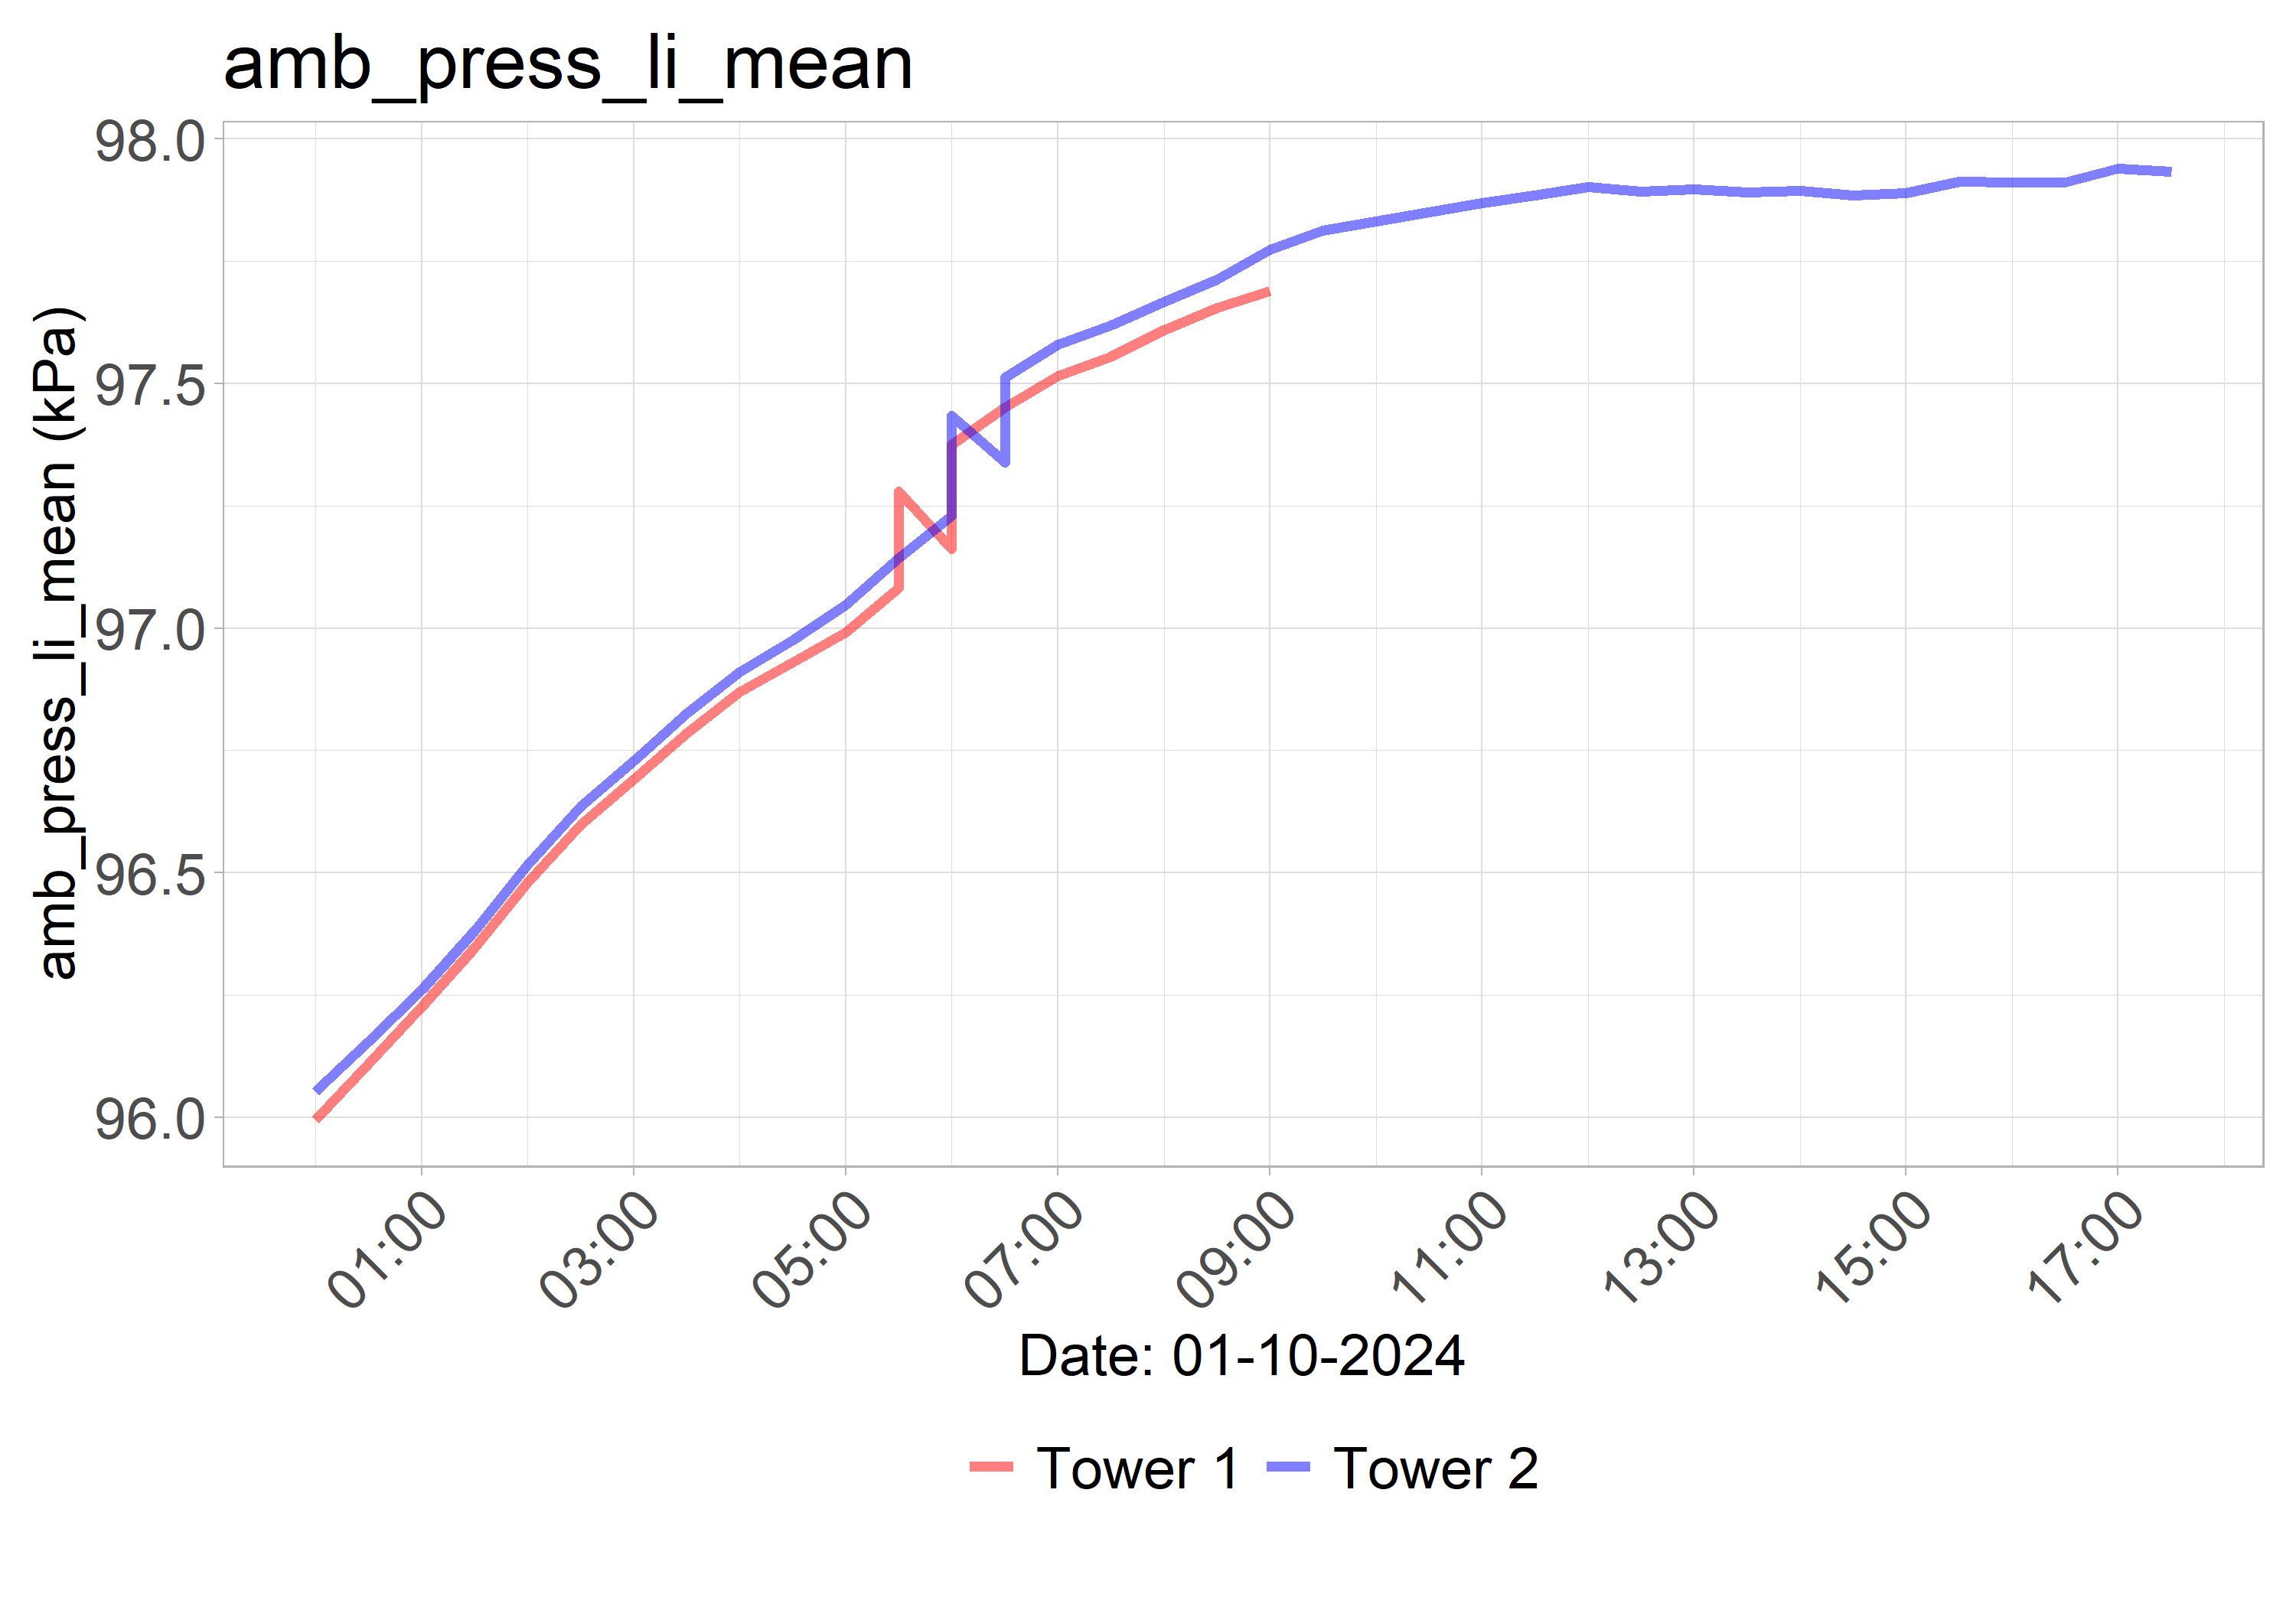 amb_press_li_mean
amb_press_li_mean (kPa)
98.0
97.5
97.0
96.5
96.0
01:00
03:00
05:00
07:00
09:00
11:00
13:00
15:00
17:00
Date: 01-10-2024
Tower 1
Tower 2